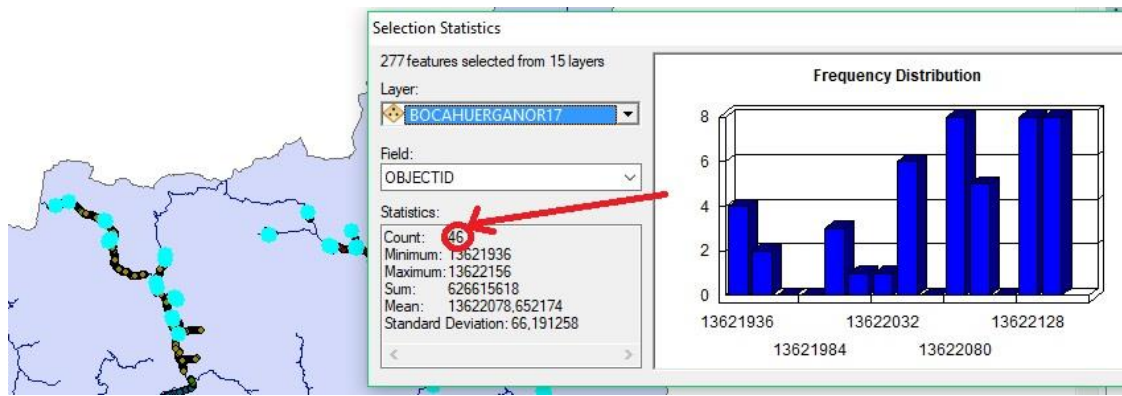 Selection Statistics
277 features selected from 15 layers
Layer:
BOCAHUERGANOR17
Field:
OBJECTID
Statistics:
Count: 46
Minimum: 13621936
Maximum: 13622156
Sum: 626615618
Mean: 13622078,652174
Standard Deviation: 66,191258
Frequency Distribution
8
6
4
2
0
13621936 13622032 13622128
13621984 13622080